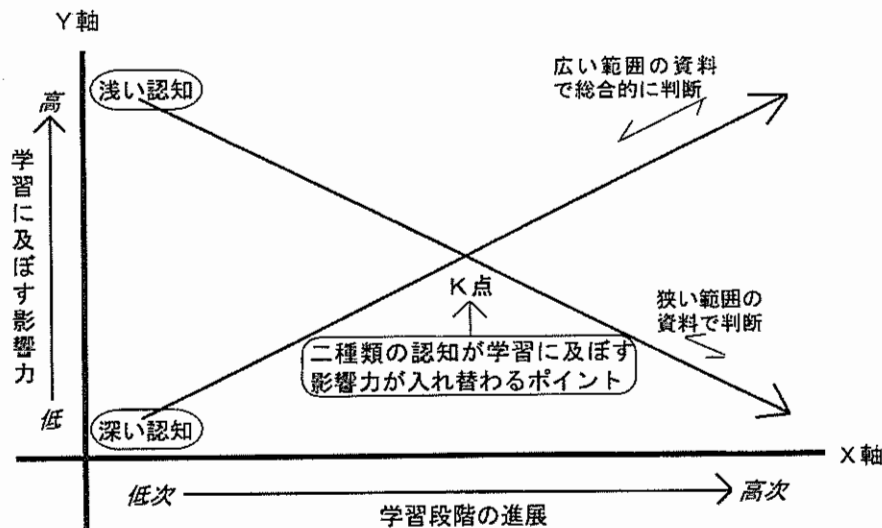 Y軸
広い範囲の資料
で総合的に判断
浅い認知
高
学習に及ぼす影響力
K点
狭い範囲の
資料で判断
二種類の認知が学習に及ぼす
影響力が入れ替わるポイント
低
深い認知
X軸
低次
高次
学習段階の進展